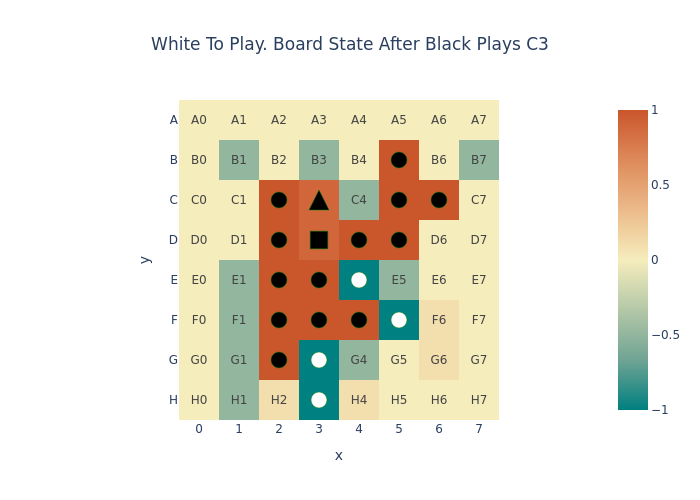 White To Play. Board State After Black Plays C3
A A0 A1 A2 A3 A4 A5 A6 A7
B B0 B1 B2 B3 B4 B6 B7
C C0 C1 C4 C7
D D0 D1 D6 D7
E E0 E1 E5 E6 E7
F F0 F1 F6 F7
G G0 G1 G4 G5 G6 G7
H H0 H1 H2 H4 H5 H6 H7
0 1 2 3 4 5 6 7
x
y
1
0.5
0
−0.5
−1